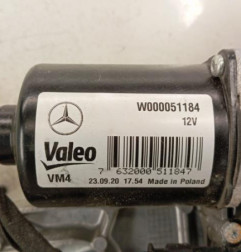 W000051184
12V
Valeo
VM4
7 632000 511847
23.09.20 17.54 Made in Poland